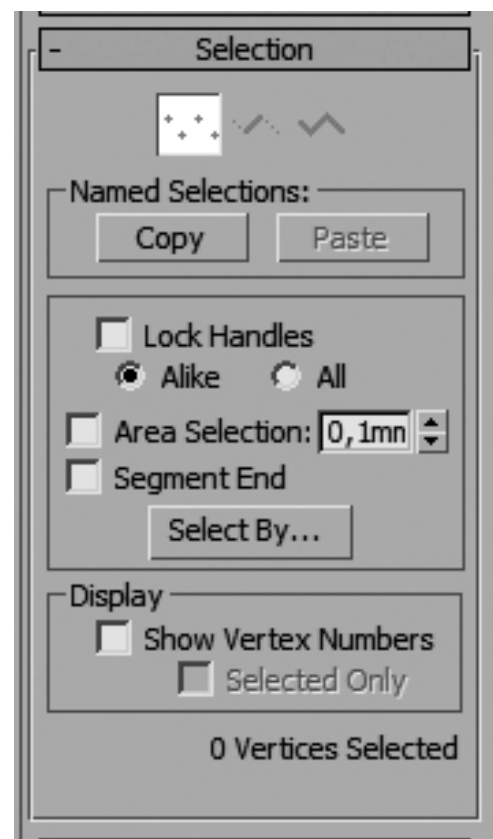 - Selection
Named Selections:
Copy Paste
Lock Handles
Alike All
Area Selection: 0,1mn
Segment End
Select By...
Display
Show Vertex Numbers
Selected Only
0 Vertices Selected